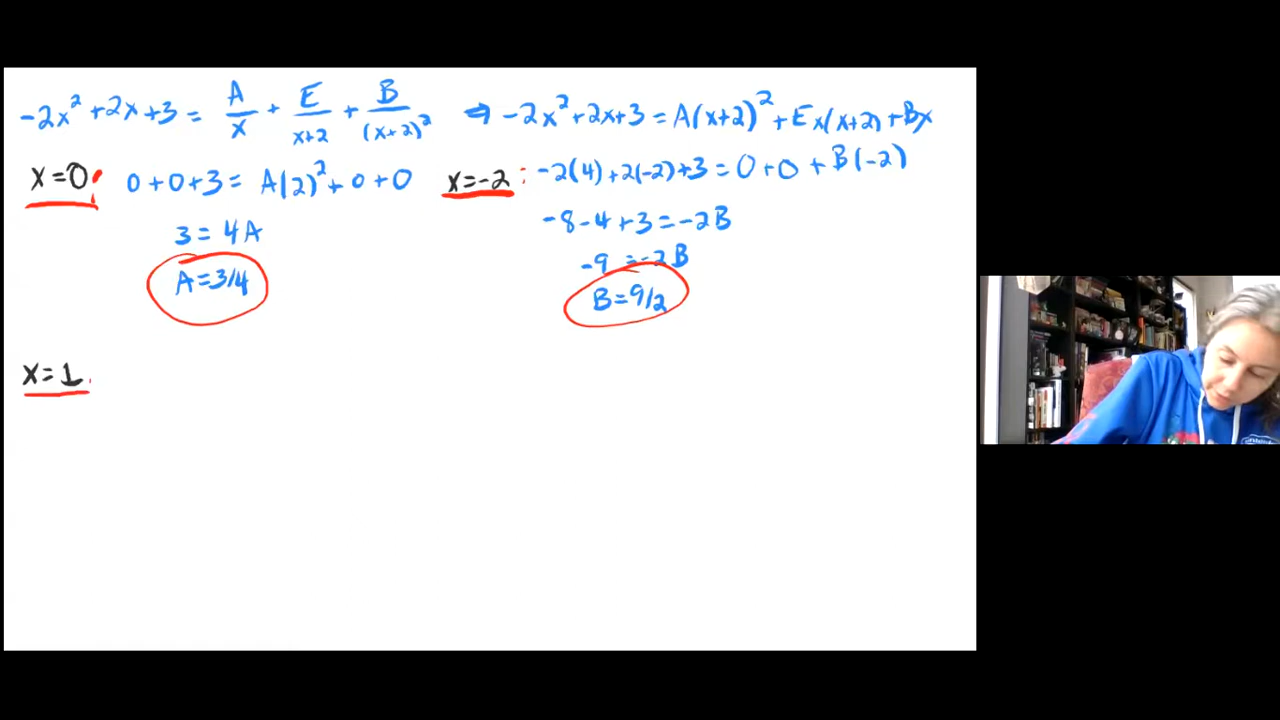 -2x² + 2x + 3 = A/x + E/(x+2) + B/(x+2)² ⇒ -2x² + 2x + 3 = A(x+2)² + Ex(x+2) + Bx
x=0: 0 + 0 + 3 = A(2)² + 0 + 0
3 = 4A
A = 3/4
x=-2: -2(4) + 2(-2) + 3 = 0 + 0 + B(-2)
-8 - 4 + 3 = -2B
-9 = -2B
B = 9/2
x=1